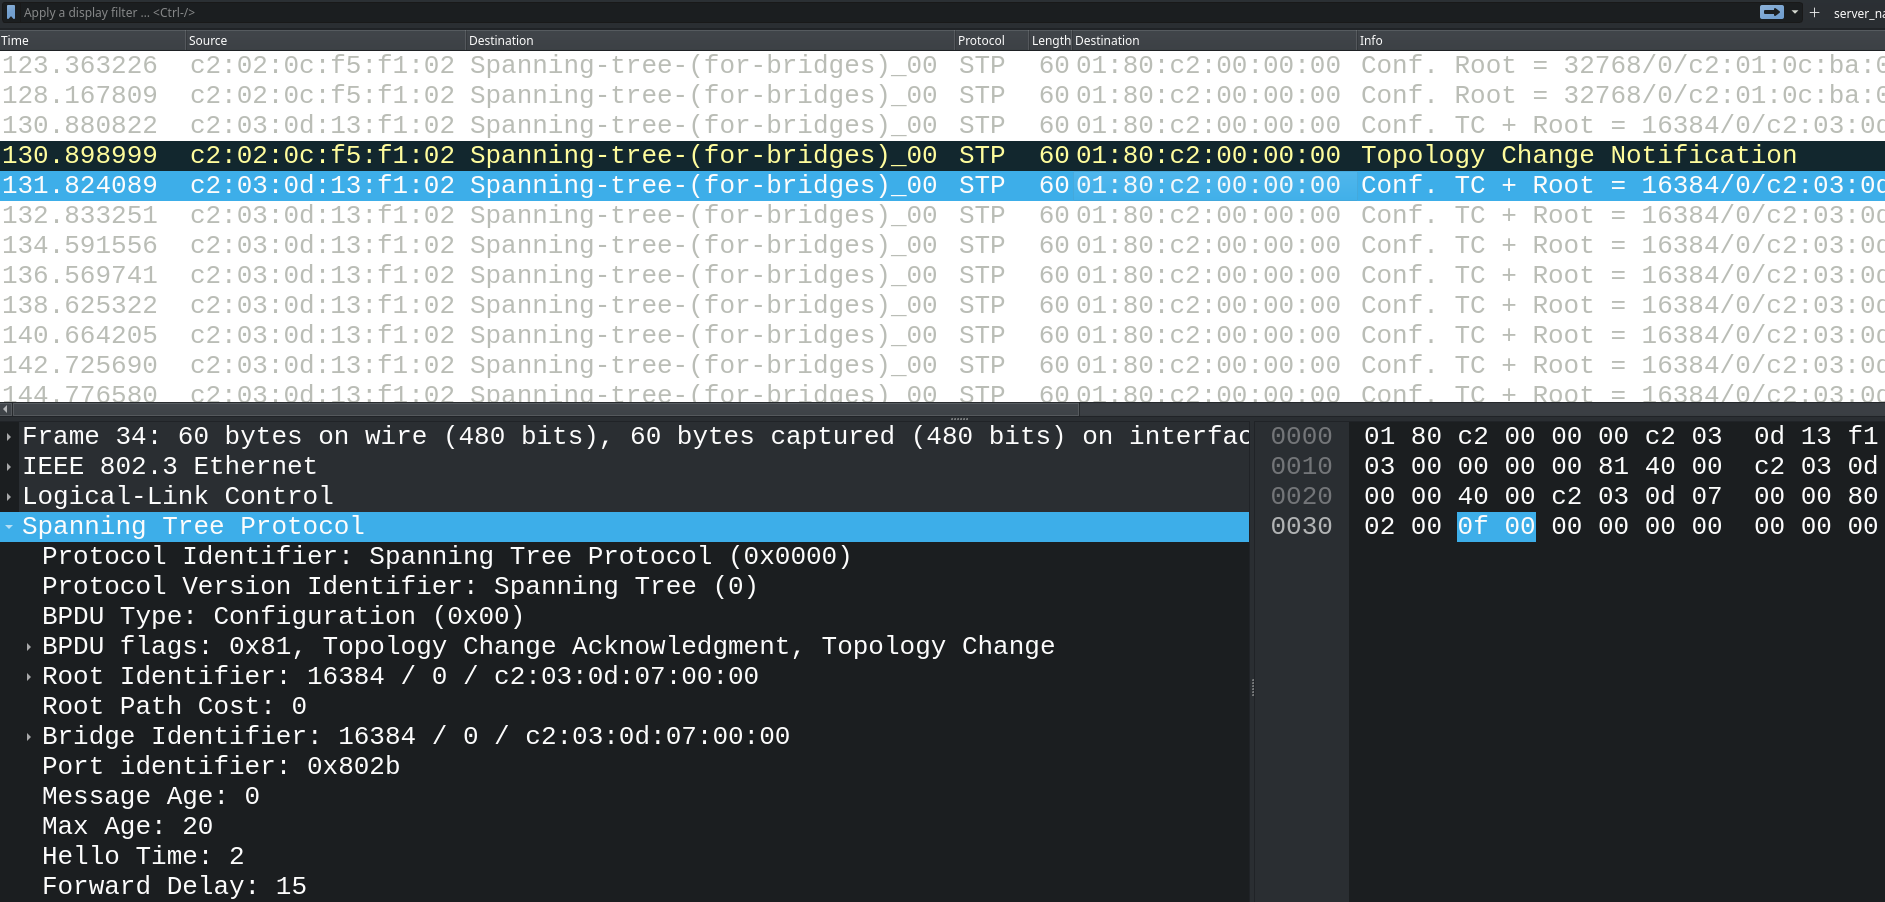 Apply a display filter ... <Ctrl-/> + server_na
Time Source Destination Protocol Length Destination Info
123.363226 c2:02:0c:f5:f1:02 Spanning-tree-(for-bridges)_00 STP 60 01:80:c2:00:00:00 Conf. Root = 32768/0/c2:01:0c:ba:0
128.167809 c2:02:0c:f5:f1:02 Spanning-tree-(for-bridges)_00 STP 60 01:80:c2:00:00:00 Conf. Root = 32768/0/c2:01:0c:ba:0
130.880822 c2:03:0d:13:f1:02 Spanning-tree-(for-bridges)_00 STP 60 01:80:c2:00:00:00 Conf. TC + Root = 16384/0/c2:03:0d
130.898999 c2:02:0c:f5:f1:02 Spanning-tree-(for-bridges)_00 STP 60 01:80:c2:00:00:00 Topology Change Notification
131.824089 c2:03:0d:13:f1:02 Spanning-tree-(for-bridges)_00 STP 60 01:80:c2:00:00:00 Conf. TC + Root = 16384/0/c2:03:0d
132.833251 c2:03:0d:13:f1:02 Spanning-tree-(for-bridges)_00 STP 60 01:80:c2:00:00:00 Conf. TC + Root = 16384/0/c2:03:0d
134.591556 c2:03:0d:13:f1:02 Spanning-tree-(for-bridges)_00 STP 60 01:80:c2:00:00:00 Conf. TC + Root = 16384/0/c2:03:0d
136.569741 c2:03:0d:13:f1:02 Spanning-tree-(for-bridges)_00 STP 60 01:80:c2:00:00:00 Conf. TC + Root = 16384/0/c2:03:0d
138.625322 c2:03:0d:13:f1:02 Spanning-tree-(for-bridges)_00 STP 60 01:80:c2:00:00:00 Conf. TC + Root = 16384/0/c2:03:0d
140.664205 c2:03:0d:13:f1:02 Spanning-tree-(for-bridges)_00 STP 60 01:80:c2:00:00:00 Conf. TC + Root = 16384/0/c2:03:0d
142.725690 c2:03:0d:13:f1:02 Spanning-tree-(for-bridges)_00 STP 60 01:80:c2:00:00:00 Conf. TC + Root = 16384/0/c2:03:0d
144.776580 c2:03:0d:13:f1:02 Spanning-tree-(for-bridges)_00 STP 60 01:80:c2:00:00:00 Conf. TC + Root = 16384/0/c2:03:0d
Frame 34: 60 bytes on wire (480 bits), 60 bytes captured (480 bits) on interfac
IEEE 802.3 Ethernet
Logical-Link Control
Spanning Tree Protocol
Protocol Identifier: Spanning Tree Protocol (0x0000)
Protocol Version Identifier: Spanning Tree (0)
BPDU Type: Configuration (0x00)
BPDU flags: 0x81, Topology Change Acknowledgment, Topology Change
Root Identifier: 16384 / 0 / c2:03:0d:07:00:00
Root Path Cost: 0
Bridge Identifier: 16384 / 0 / c2:03:0d:07:00:00
Port identifier: 0x802b
Message Age: 0
Max Age: 20
Hello Time: 2
Forward Delay: 15
0000 01 80 c2 00 00 00 c2 03 0d 13 f1
0010 03 00 00 00 00 81 40 00 c2 03 0d
0020 00 00 40 00 c2 03 0d 07 00 00 80
0030 02 00 0f 00 00 00 00 00 00 00 00